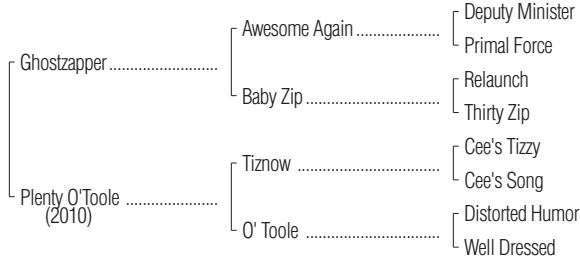 Deputy Minister
Awesome Again ....................
Primal Force
Ghostzapper ..........................
Relaunch
Baby Zip ................................
Thirty Zip
Cee's Tizzy
Tiznow ..................................
Cee's Song
Plenty O'Toole ......................
(2010)
Distorted Humor
O' Toole ................................
Well Dressed